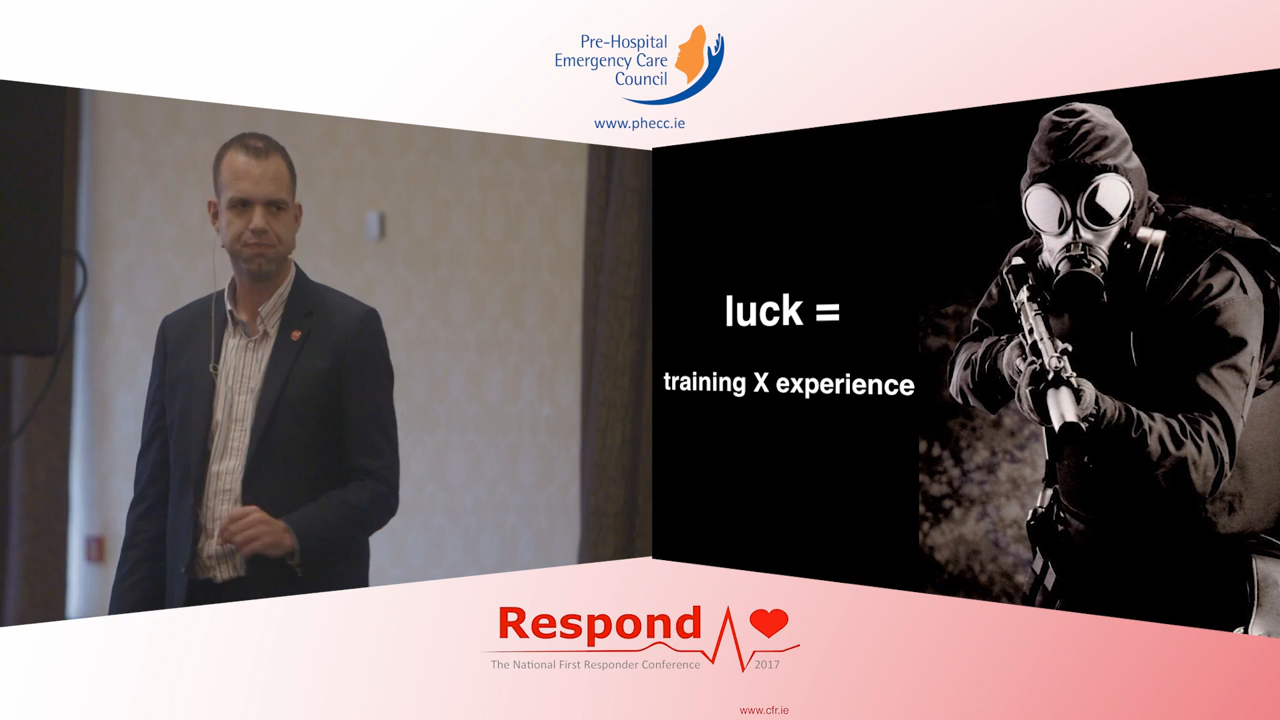 Pre-Hospital
Emergency Care
Council
www.phecc.ie
luck =
training X experience
Respond
The National First Responder Conference 2017
www.cfr.ie